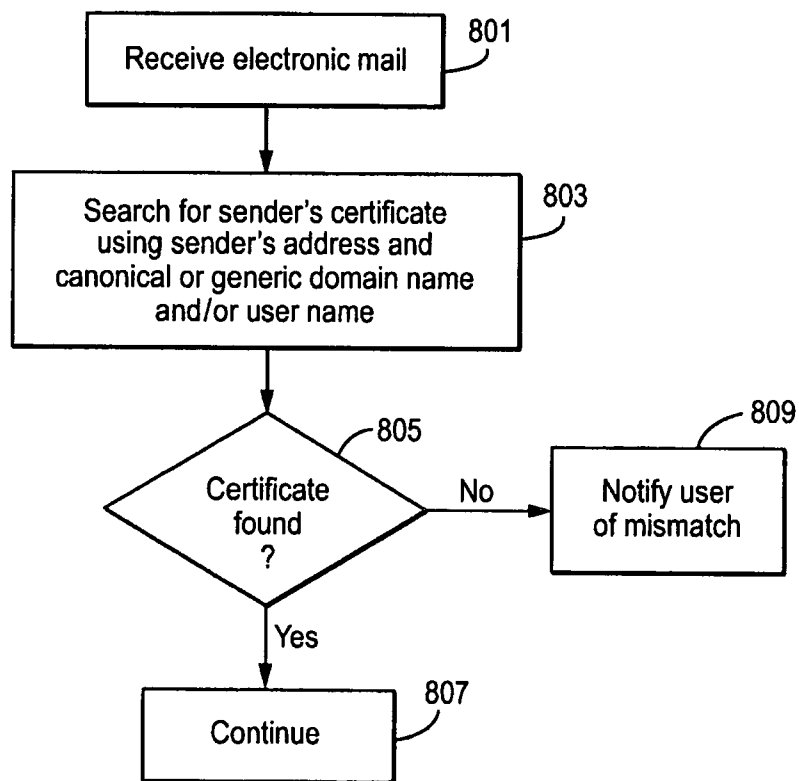 Receive electronic mail
801
Search for sender's certificate
using sender's address and
canonical or generic domain name
and/or user name
803
Certificate
found
?
805
No
Notify user
of mismatch
809
Yes
Continue
807